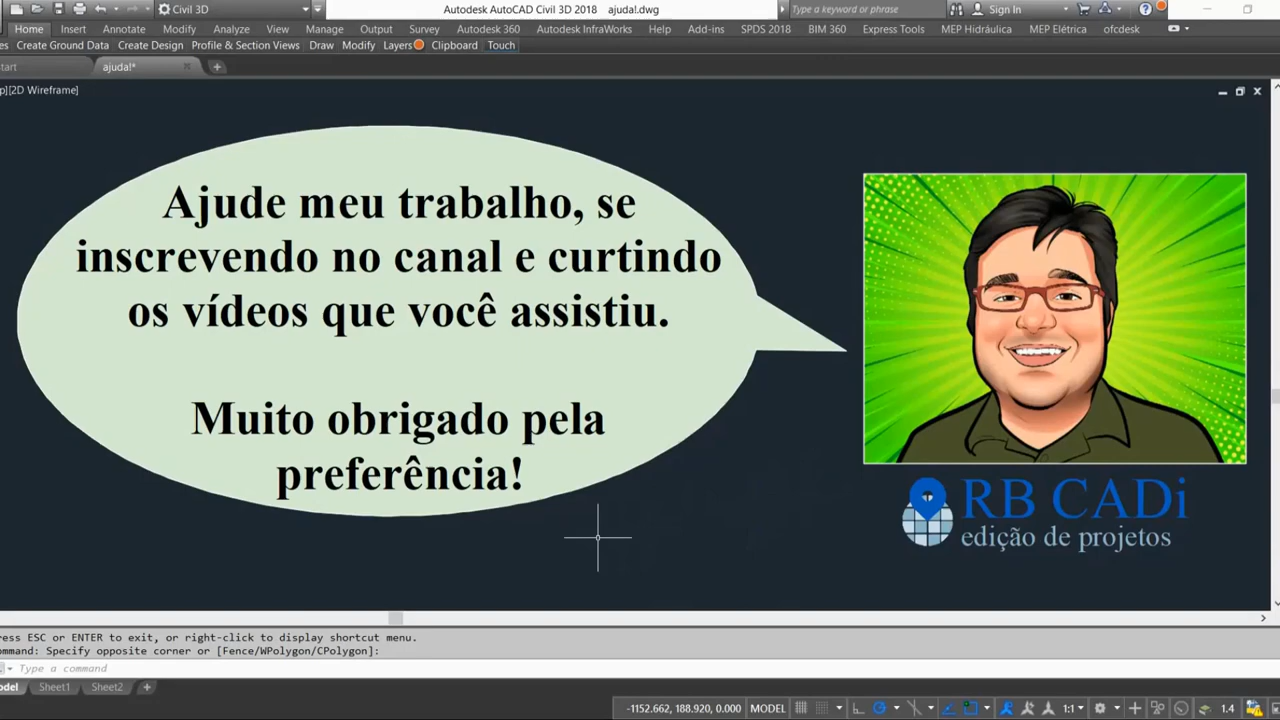 Civil 3D
Autodesk AutoCAD Civil 3D 2018 ajuda!.dwg
Type a keyword or phrase
Sign In
Home Insert Annotate Modify Analyze View Manage Output Survey Autodesk 360 Autodesk InfraWorks Help Add-ins SPDS 2018 BIM 360 Express Tools MEP Hidráulica MEP Elétrica ofcdesk
Create Ground Data Create Design Profile & Section Views Draw Modify Layers Clipboard Touch
tart ajuda!*
p][2D Wireframe]
Ajude meu trabalho, se
inscrevendo no canal e curtindo
os vídeos que você assistiu.
Muito obrigado pela
preferência!
RB CADi
edição de projetos
ress ESC or ENTER to exit, or right-click to display shortcut menu.
ommand: Specify opposite corner or [Fence/WPolygon/CPolygon]:
Type a command
odel Sheet1 Sheet2 +
-1152.662, 188.920, 0.000 MODEL 1:1 1.4